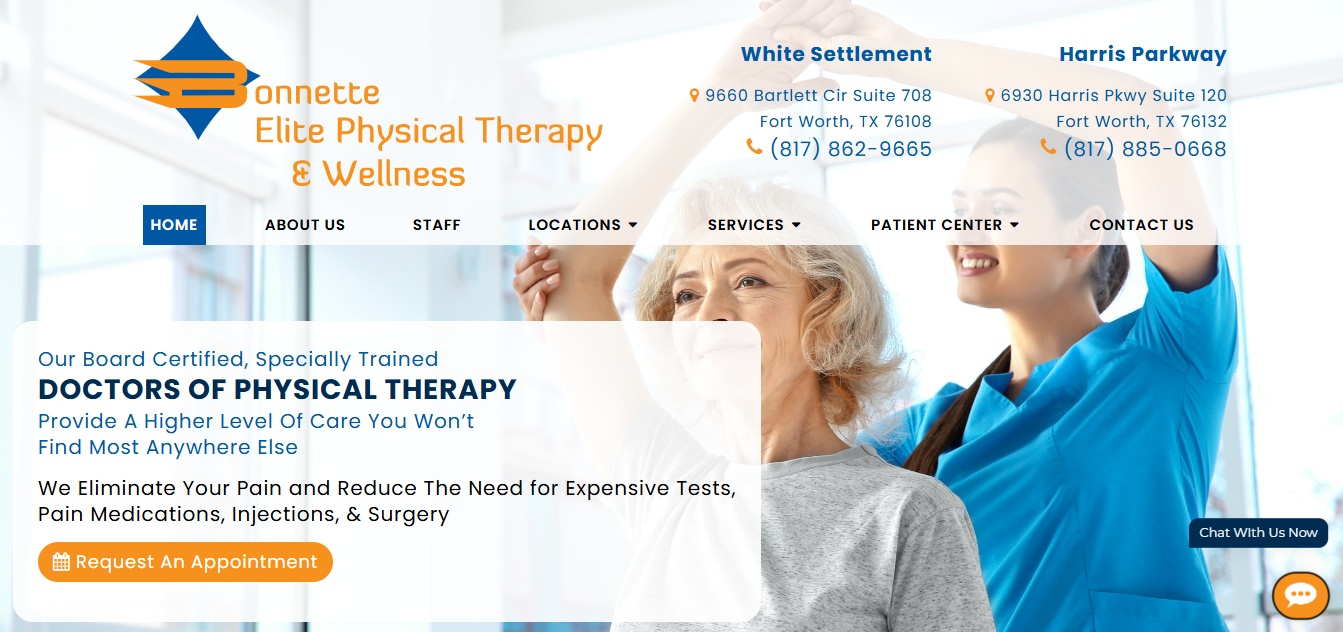 Bonnette
Elite Physical Therapy
& Wellness
White Settlement
9660 Bartlett Cir Suite 708
Fort Worth, TX 76108
(817) 862-9665
Harris Parkway
6930 Harris Pkwy Suite 120
Fort Worth, TX 76132
(817) 885-0668
HOME ABOUT US STAFF LOCATIONS SERVICES PATIENT CENTER CONTACT US
Our Board Certified, Specially Trained
DOCTORS OF PHYSICAL THERAPY
Provide A Higher Level Of Care You Won’t
Find Most Anywhere Else
We Eliminate Your Pain and Reduce The Need for Expensive Tests,
Pain Medications, Injections, & Surgery
Request An Appointment
Chat With Us Now